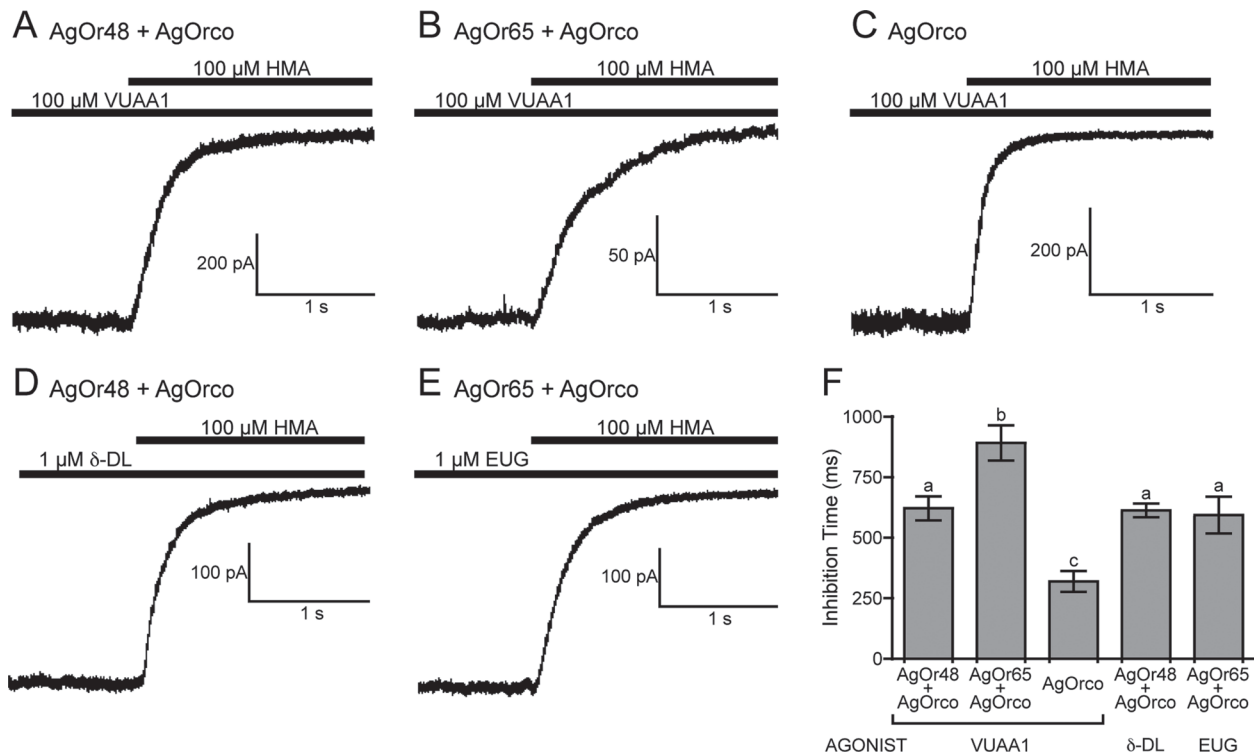 A AgOr48 + AgOrco
100 µM HMA
100 µM VUAA1
200 pA
1 s
B AgOr65 + AgOrco
100 µM HMA
100 µM VUAA1
50 pA
1 s
C AgOrco
100 µM HMA
100 µM VUAA1
200 pA
1 s
D AgOr48 + AgOrco
100 µM HMA
1 µM δ-DL
100 pA
1 s
E AgOr65 + AgOrco
100 µM HMA
1 µM EUG
100 pA
1 s
F
Inhibition Time (ms)
1000
750
500
250
0
a
b
c
a
a
AgOr48
+
AgOrco
AgOr65
+
AgOrco
AgOrco
AgOr48
+
AgOrco
AgOr65
+
AgOrco
AGONIST VUAA1 δ-DL EUG